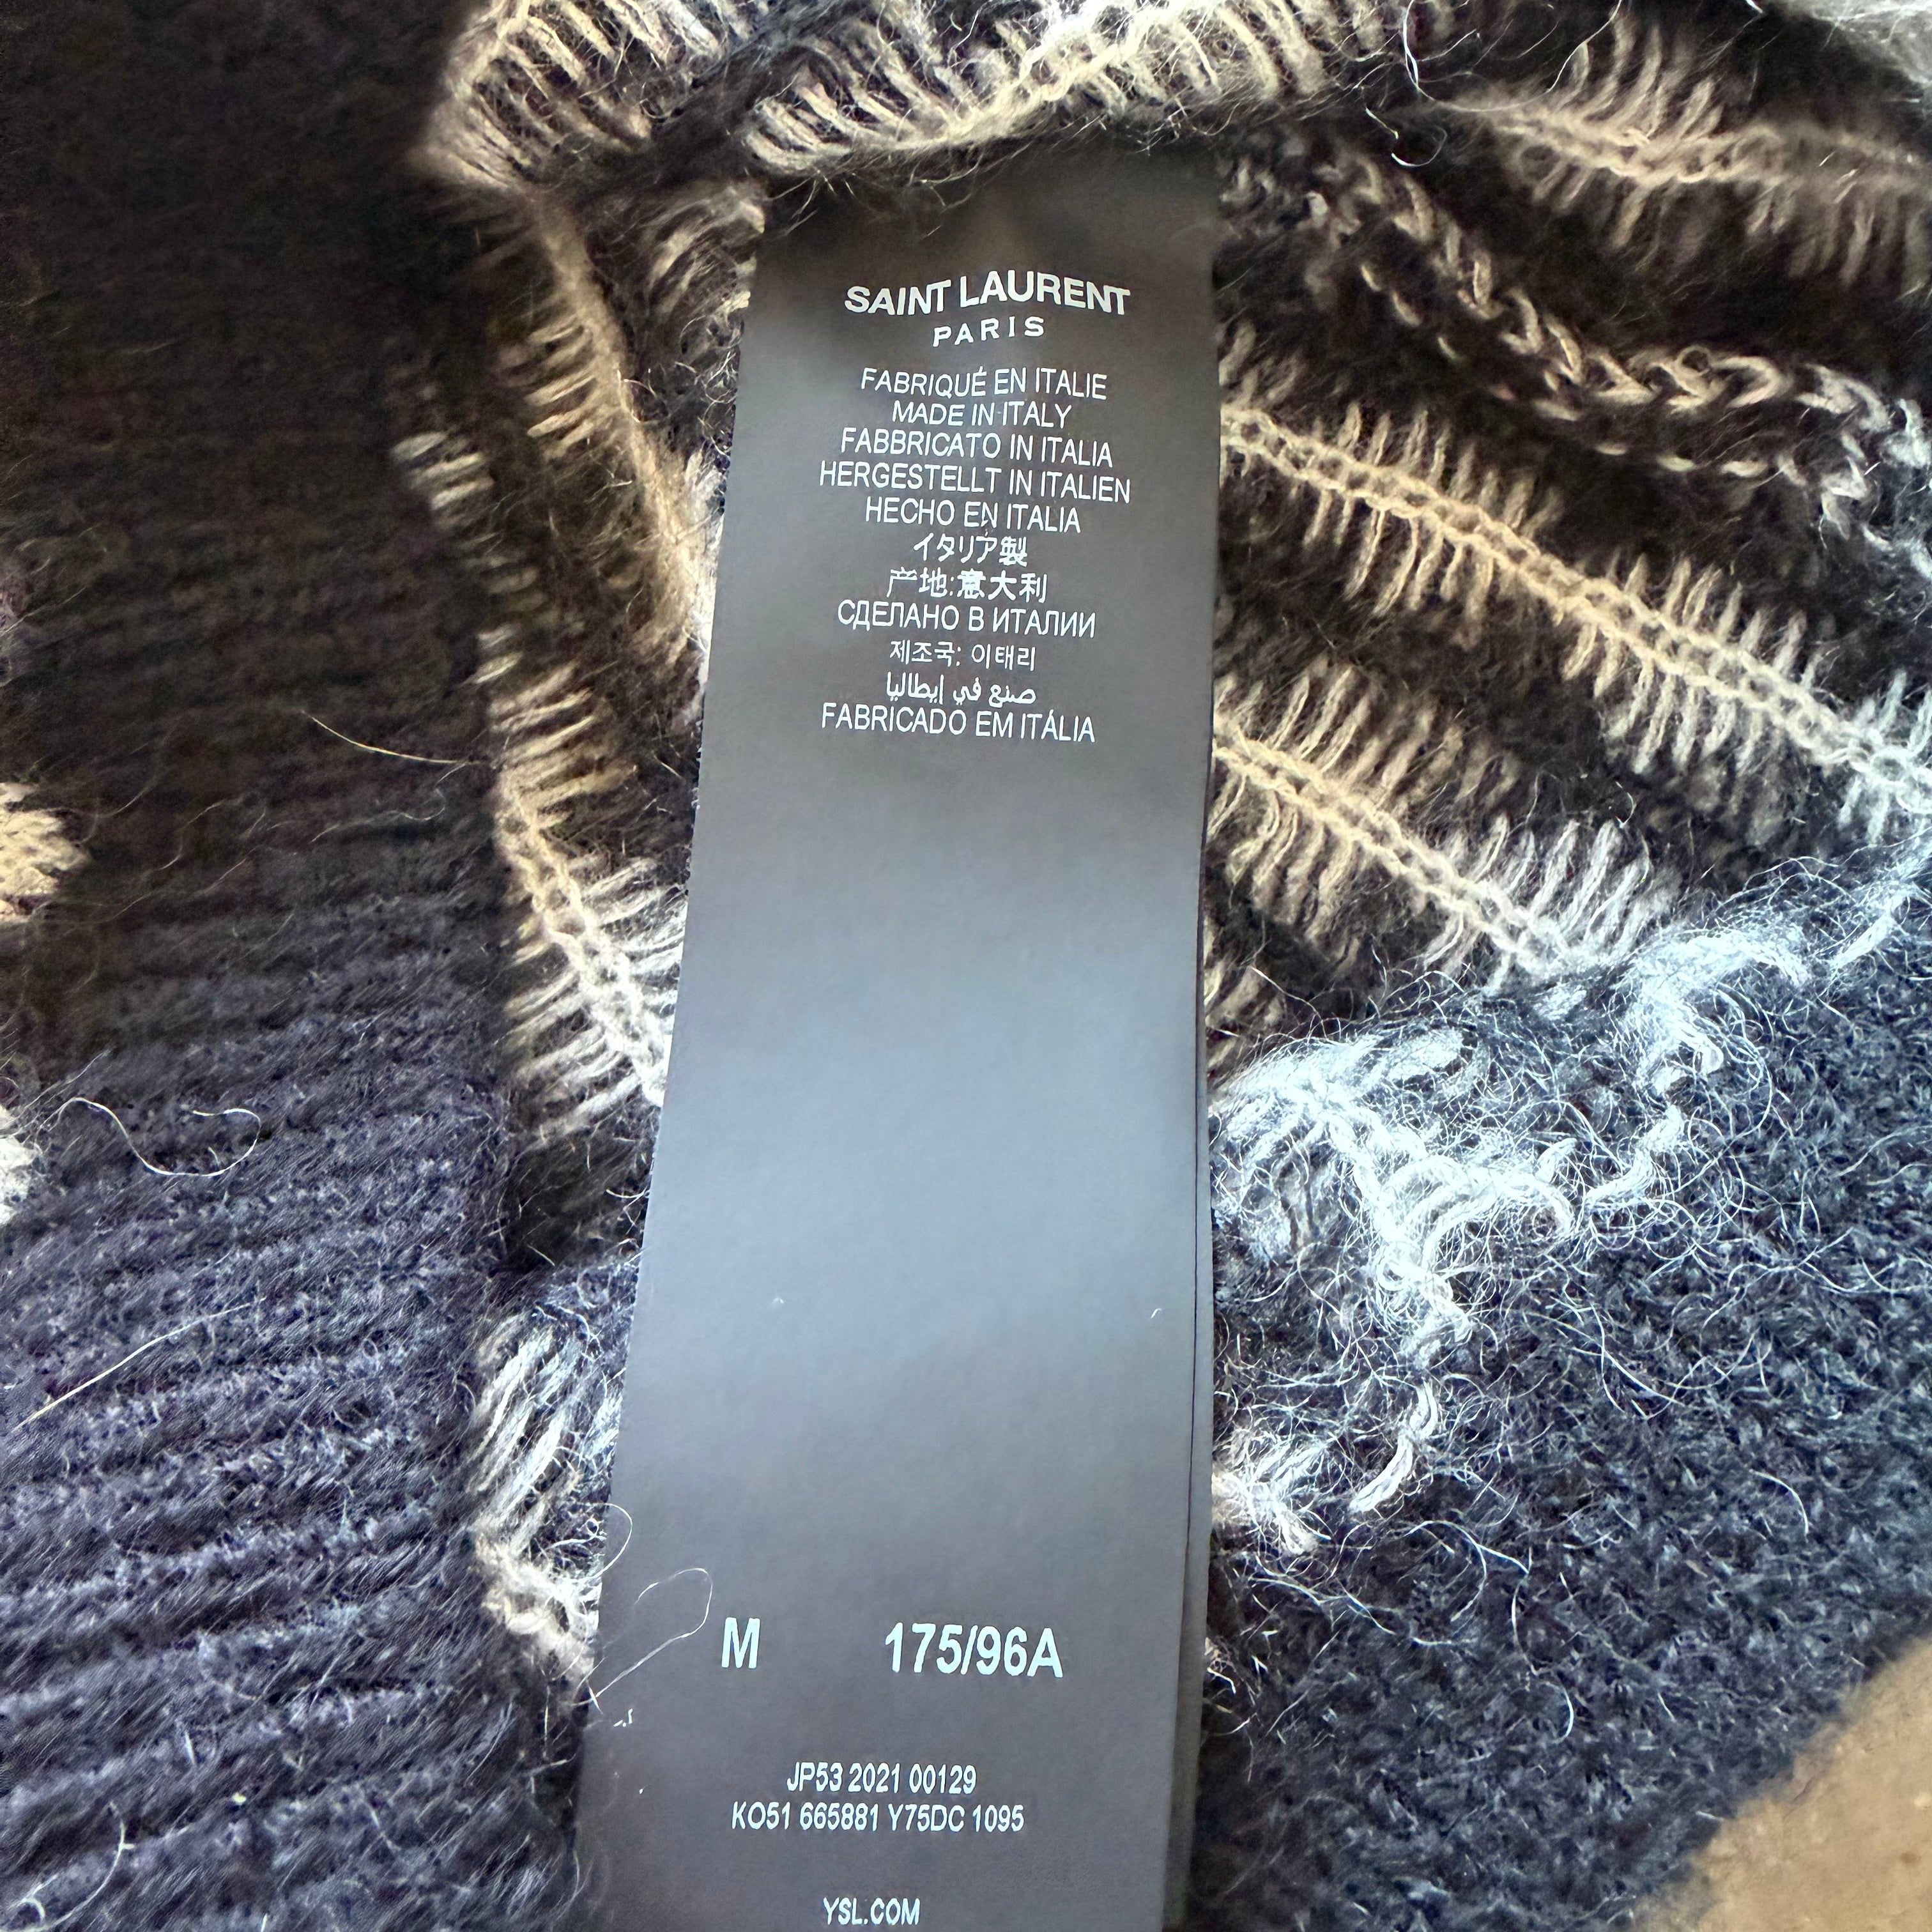 SAINT LAURENT
PARIS
FABRIQUÉ EN ITALIE
MADE IN ITALY
FABBRICATO IN ITALIA
HERGESTELLT IN ITALIEN
HECHO EN ITALIA
イタリア製
产地:意大利
СДЕЛАНО В ИТАЛИИ
제조국: 이태리
صنع في إيطاليا
FABRICADO EM ITÁLIA
M 175/96A
JP53 2021 00129
KO51 665881 Y75DC 1095
YSL.COM